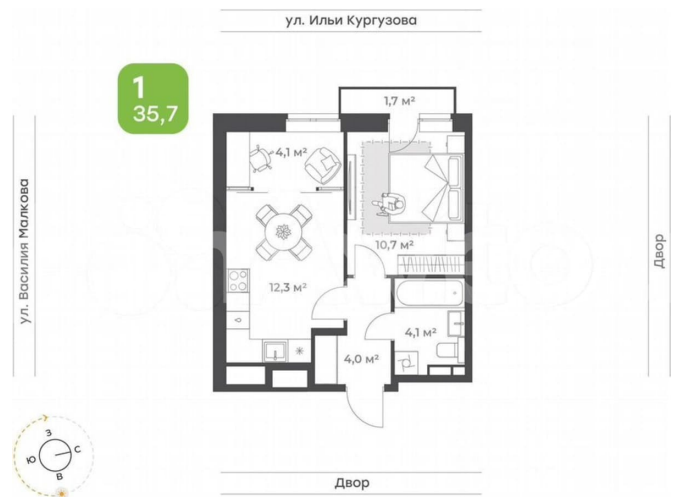 ул. Ильи Кургузова
1
35,7
1,7 м²
4,1 м²
10,7 м²
12,3 м²
4,1 м²
4,0 м²
ул. Василия Малкова
Двор
З
С
Ю
В
Двор